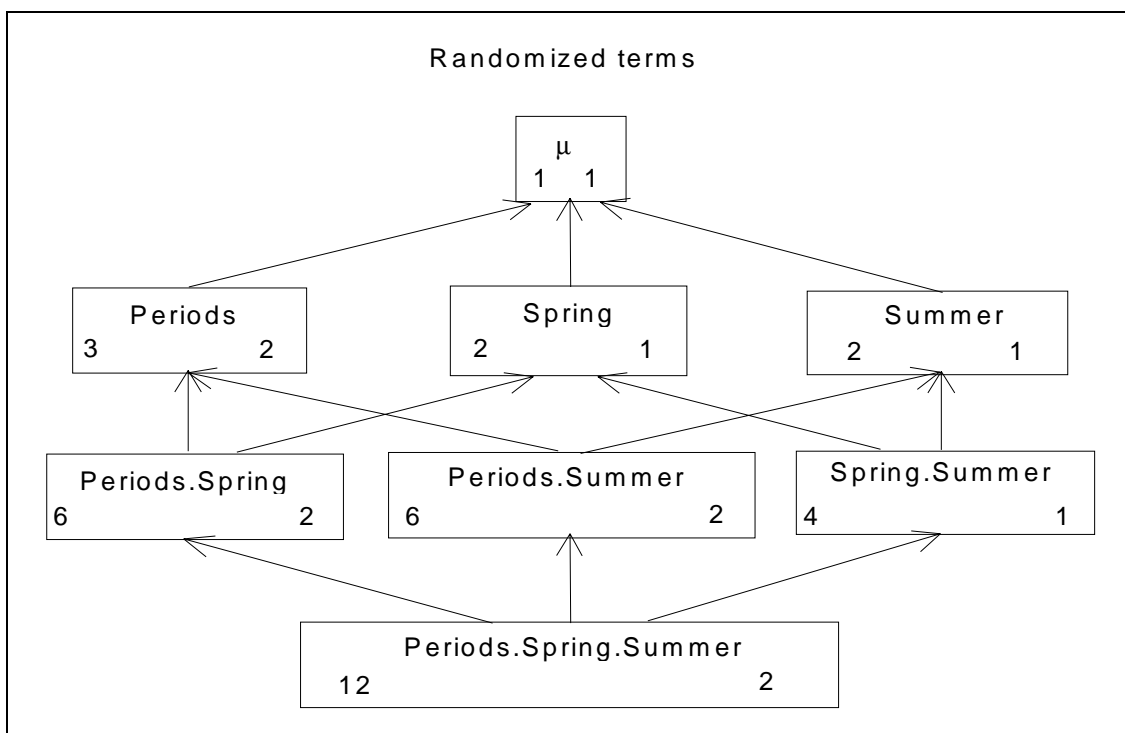 Randomized terms
μ
1 1
Periods
3 2
Spring
2 1
Summer
2 1
Periods.Spring
6 2
Periods.Summer
6 2
Spring.Summer
4 1
Periods.Spring.Summer
12 2